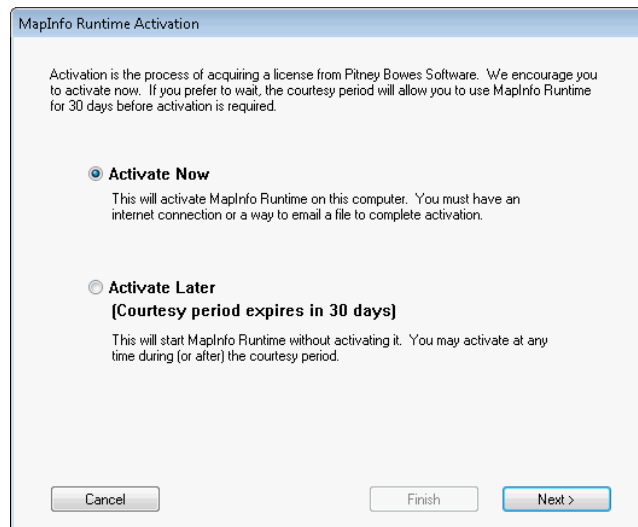 MapInfo Runtime Activation
Activation is the process of acquiring a license from Pitney Bowes Software. We encourage you
to activate now. If you prefer to wait, the courtesy period will allow you to use MapInfo Runtime
for 30 days before activation is required.
Activate Now
This will activate MapInfo Runtime on this computer. You must have an
internet connection or a way to email a file to complete activation.
Activate Later
(Courtesy period expires in 30 days)
This will start MapInfo Runtime without activating it. You may activate at any
time during (or after) the courtesy period.
Cancel Finish Next >